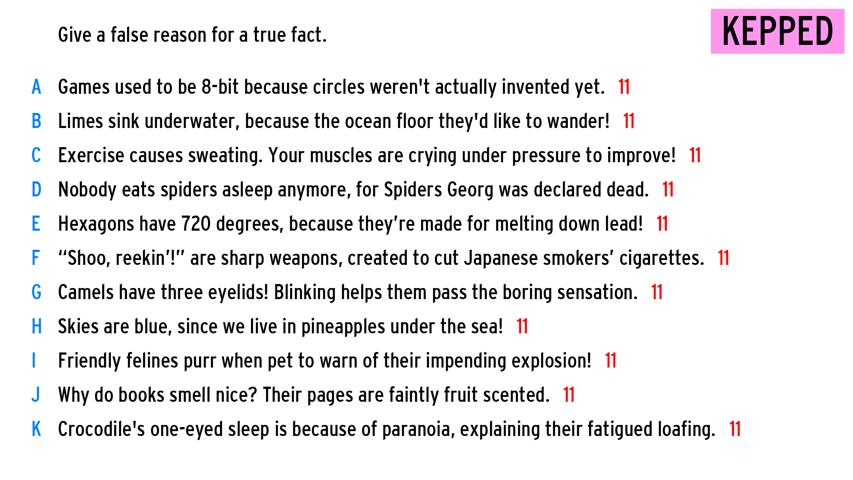 Give a false reason for a true fact.
KEPPED
A Games used to be 8-bit because circles weren't actually invented yet. 11
B Limes sink underwater, because the ocean floor they'd like to wander! 11
C Exercise causes sweating. Your muscles are crying under pressure to improve! 11
D Nobody eats spiders asleep anymore, for Spiders Georg was declared dead. 11
E Hexagons have 720 degrees, because they’re made for melting down lead! 11
F “Shoo, reekin’!” are sharp weapons, created to cut Japanese smokers’ cigarettes. 11
G Camels have three eyelids! Blinking helps them pass the boring sensation. 11
H Skies are blue, since we live in pineapples under the sea! 11
I Friendly felines purr when pet to warn of their impending explosion! 11
J Why do books smell nice? Their pages are faintly fruit scented. 11
K Crocodile's one-eyed sleep is because of paranoia, explaining their fatigued loafing. 11